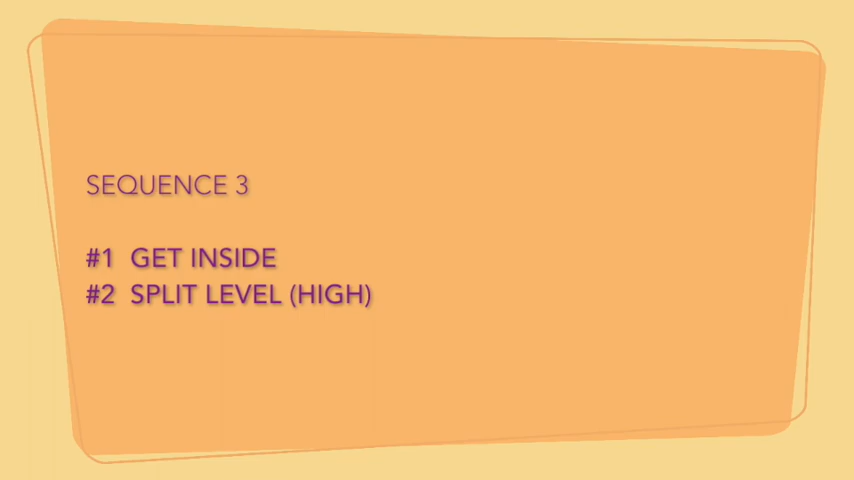 SEQUENCE 3
#1 GET INSIDE
#2 SPLIT LEVEL (HIGH)